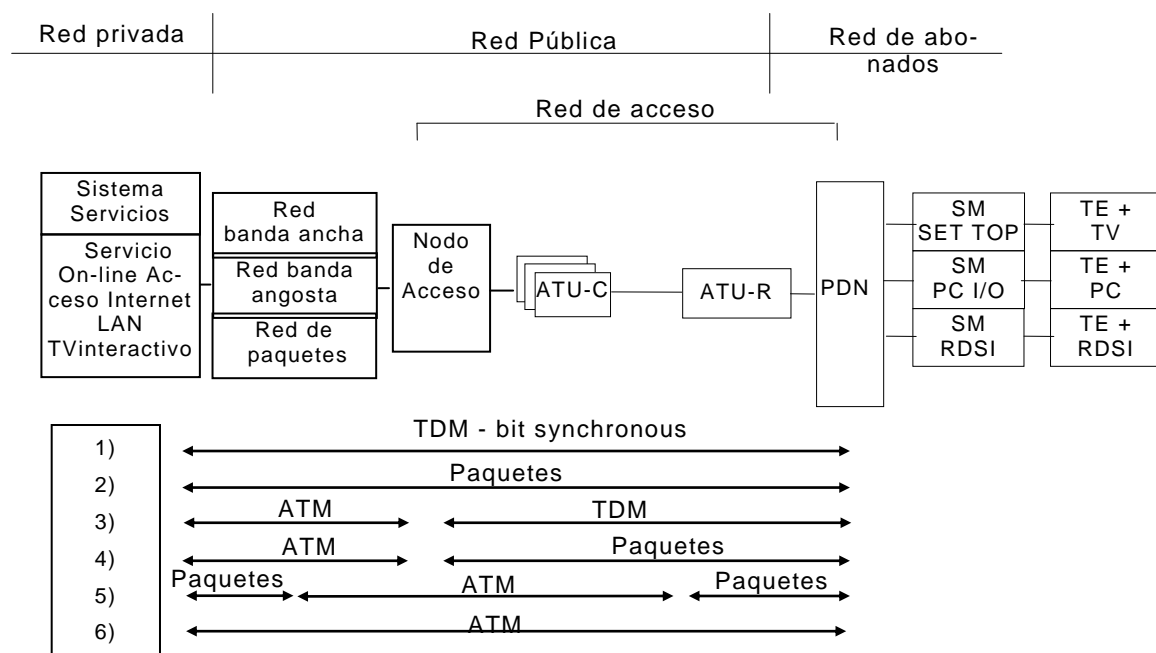 Red privada
Red Pública
Red de abo-
nados
Red de acceso
Sistema
Servicios
Servicio
On-line Ac-
ceso Internet
LAN
TVinteractivo
Red
banda ancha
Red banda
angosta
Red de
paquetes
Nodo
de
Acceso
ATU-C
ATU-R
PDN
SM
SET TOP
TE +
TV
SM
PC I/O
TE +
PC
SM
RDSI
TE +
RDSI
1)
TDM - bit synchronous
2)
Paquetes
3)
ATM
TDM
4)
ATM
Paquetes
5)
Paquetes
ATM
Paquetes
6)
ATM